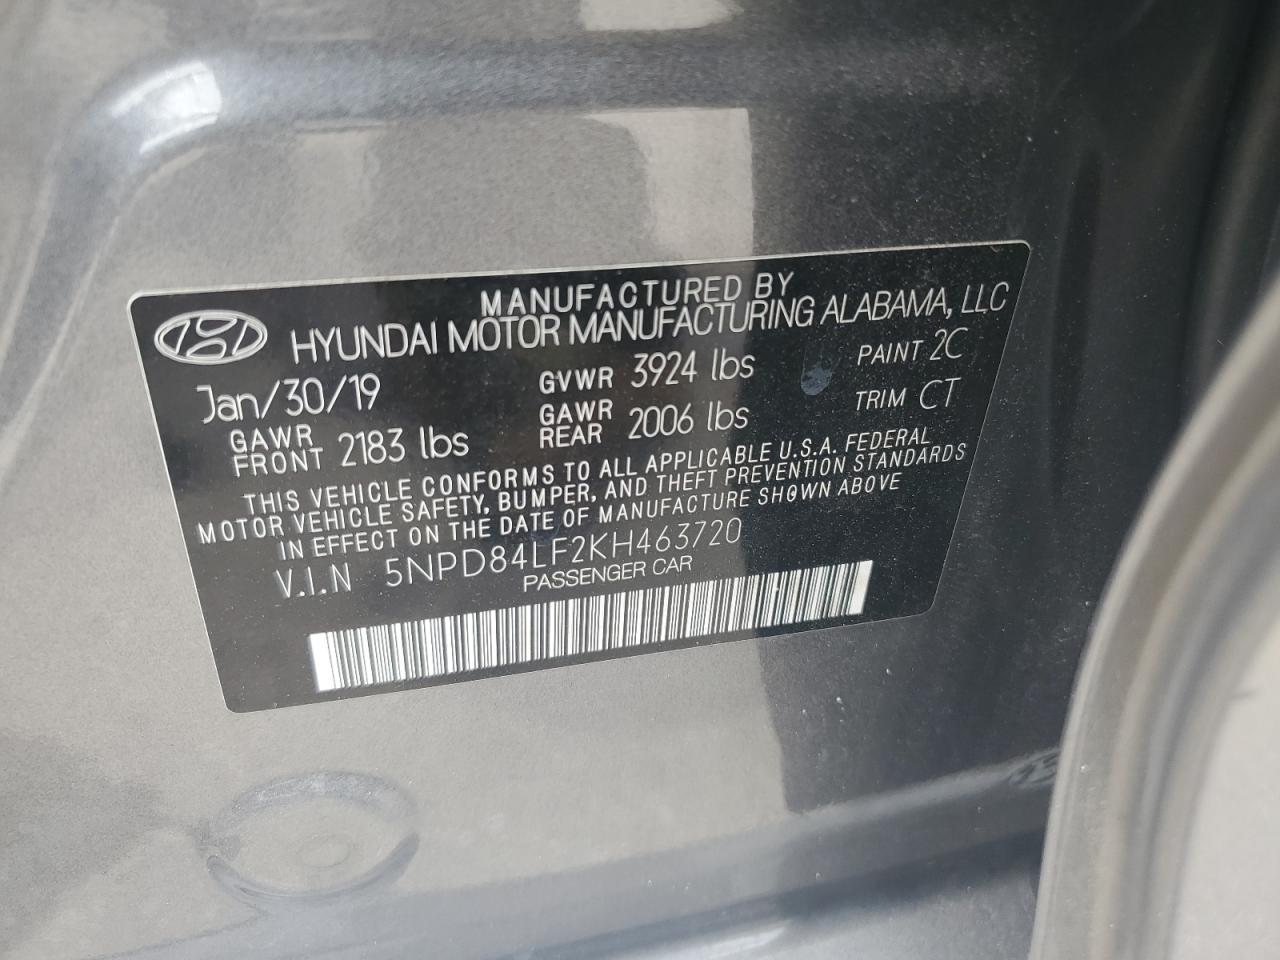 MANUFACTURED BY
HYUNDAI MOTOR MANUFACTURING ALABAMA, LLC
Jan/30/19 GVWR 3924 lbs PAINT 2C
GAWR FRONT 2183 lbs GAWR REAR 2006 lbs TRIM CT
THIS VEHICLE CONFORMS TO ALL APPLICABLE U.S.A. FEDERAL
MOTOR VEHICLE SAFETY, BUMPER, AND THEFT PREVENTION STANDARDS
IN EFFECT ON THE DATE OF MANUFACTURE SHOWN ABOVE
V.I.N 5NPD84LF2KH463720
PASSENGER CAR